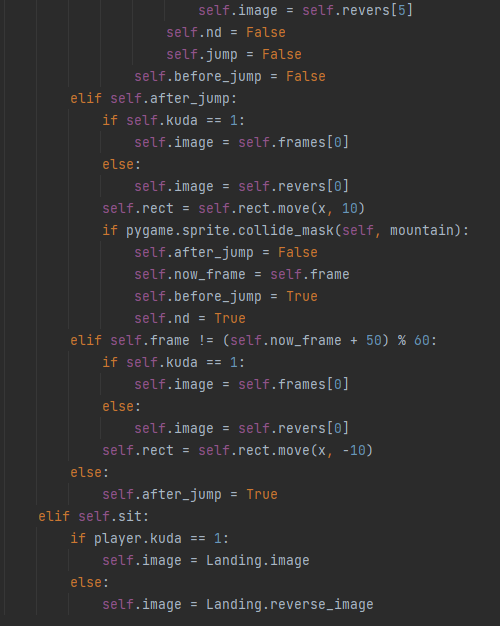 self.image = self.revers[5]
                    self.nd = False
                    self.jump = False
                self.before_jump = False
        elif self.after_jump:
            if self.kuda == 1:
                self.image = self.frames[0]
            else:
                self.image = self.revers[0]
            self.rect = self.rect.move(x, 10)
            if pygame.sprite.collide_mask(self, mountain):
                self.after_jump = False
                self.now_frame = self.frame
                self.before_jump = True
                self.nd = True
        elif self.frame != (self.now_frame + 50) % 60:
            if self.kuda == 1:
                self.image = self.frames[0]
            else:
                self.image = self.revers[0]
            self.rect = self.rect.move(x, -10)
        else:
            self.after_jump = True
    elif self.sit:
        if player.kuda == 1:
            self.image = Landing.image
        else:
            self.image = Landing.reverse_image